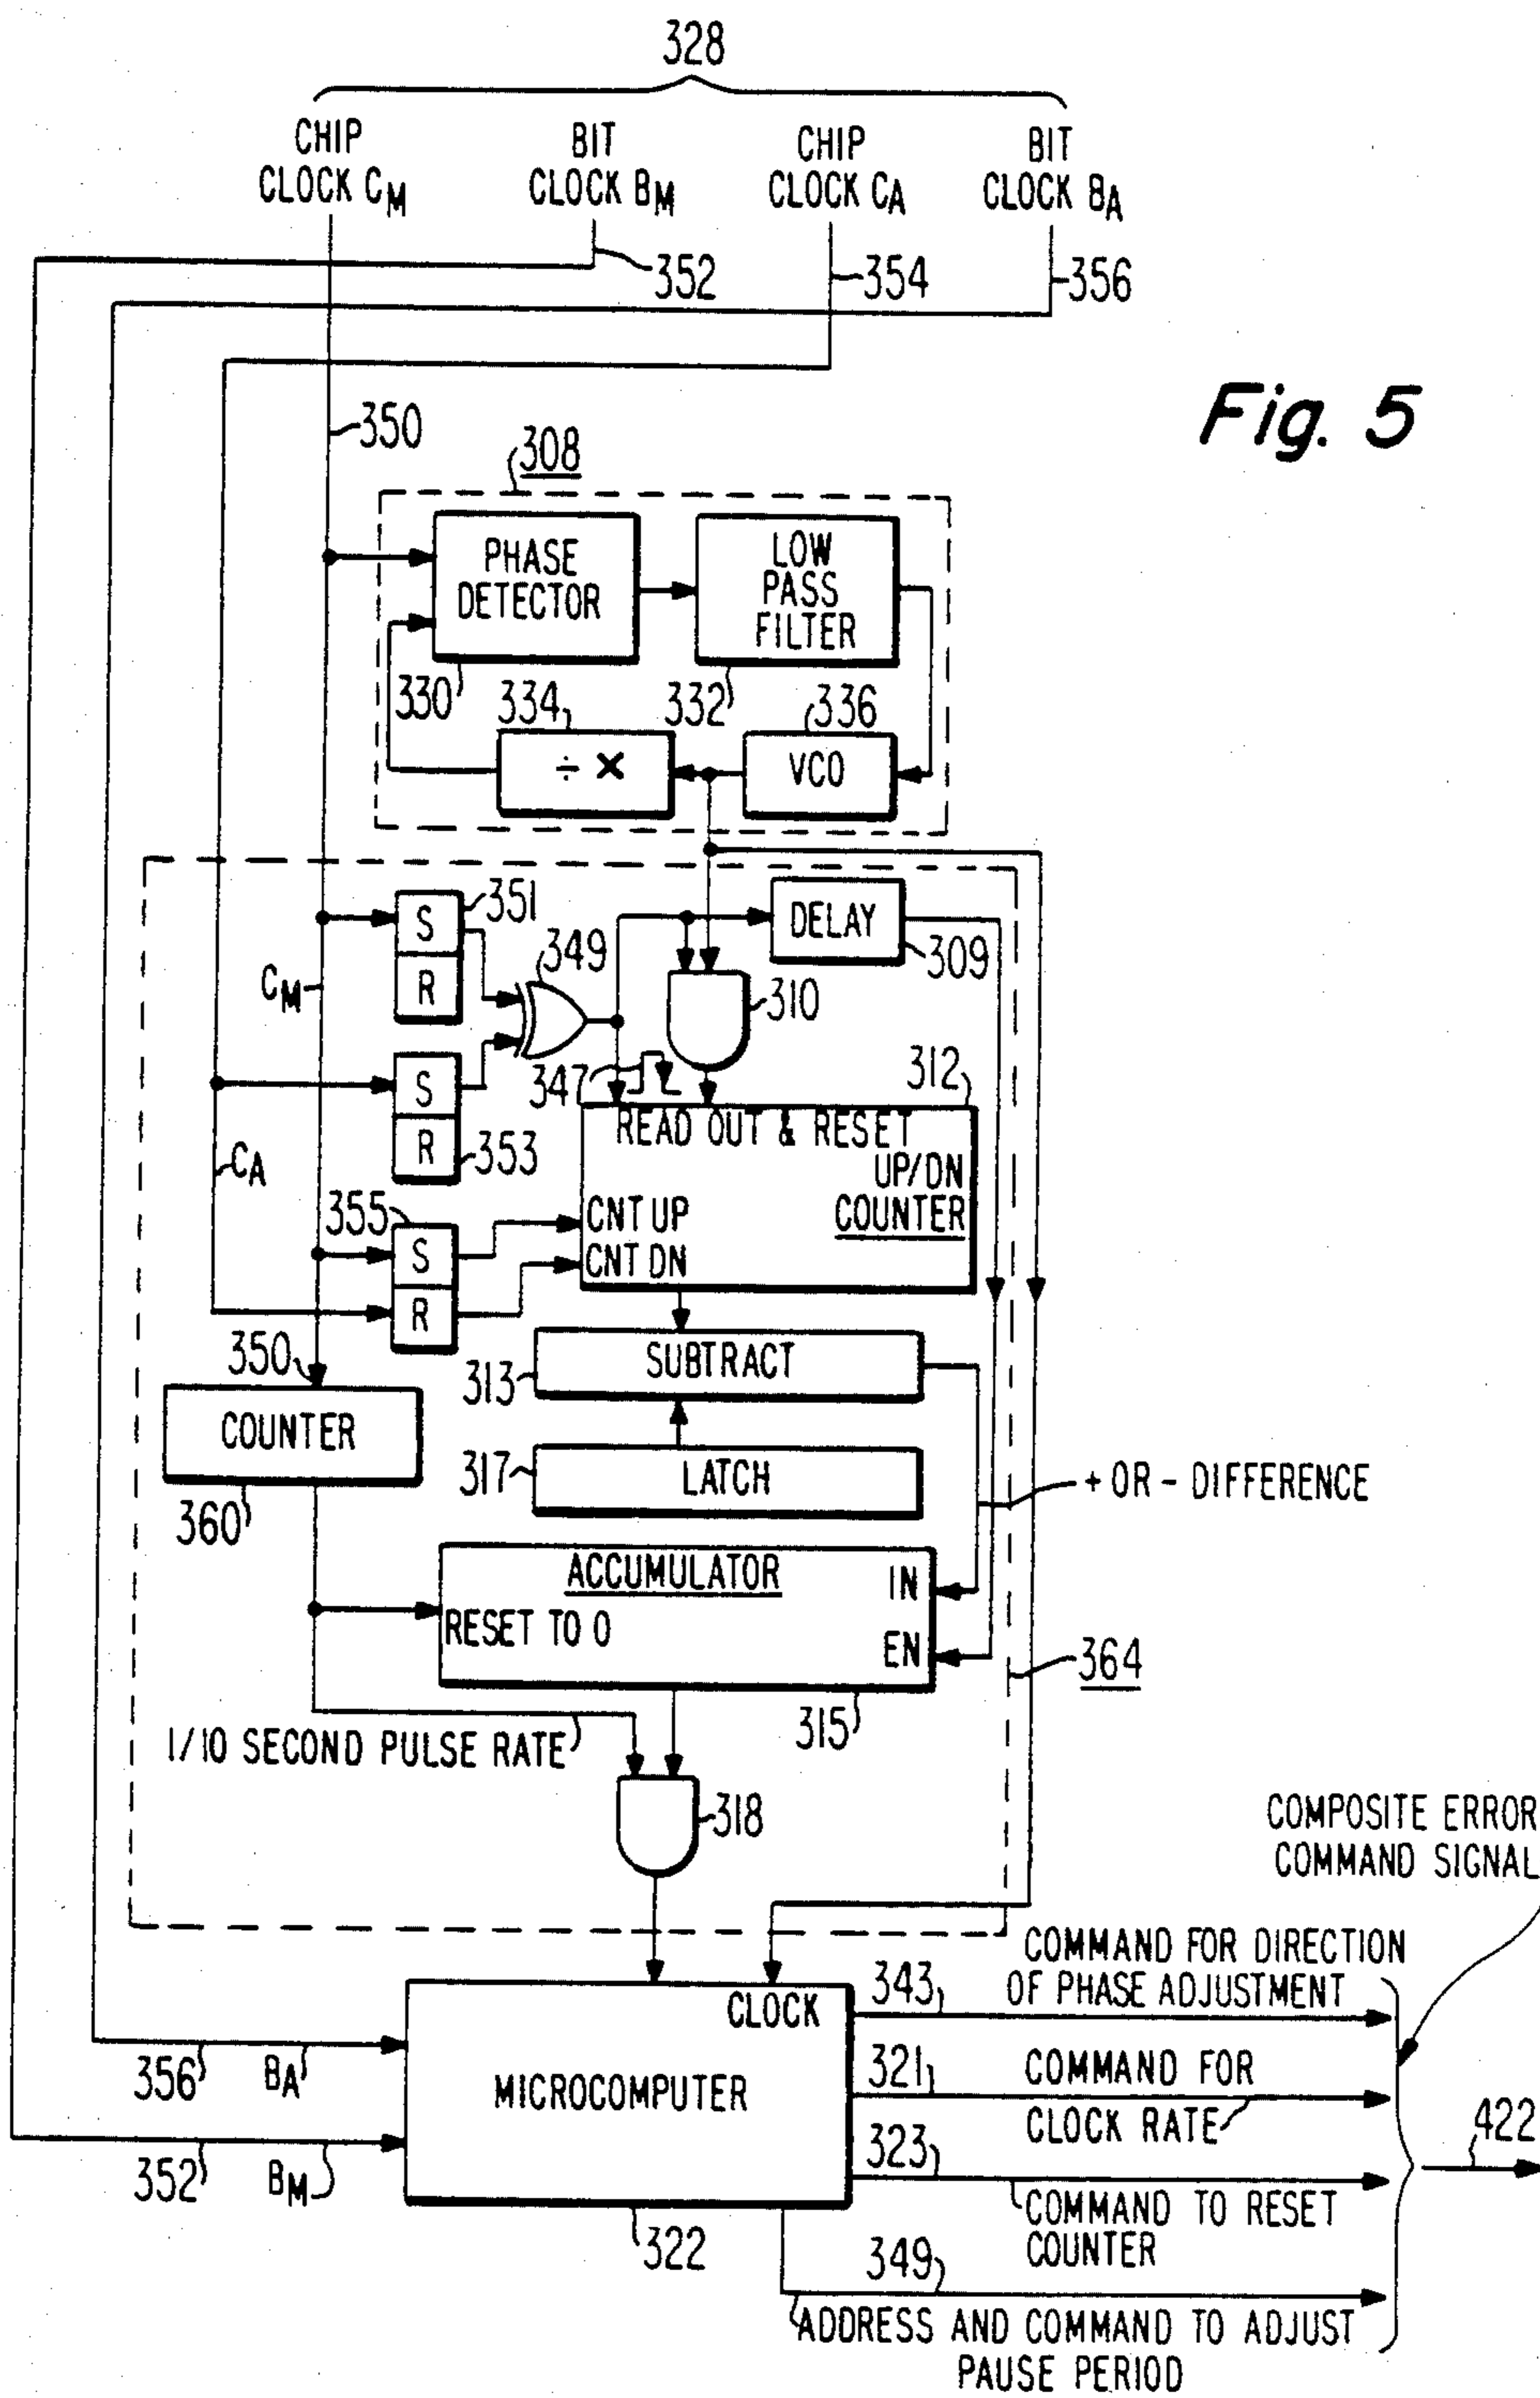 328
CHIP
CLOCK CM
BIT
CLOCK BM
CHIP
CLOCK CA
BIT
CLOCK BA
352
354
356
350
Fig. 5
308
PHASE
DETECTOR
LOW
PASS
FILTER
330
334
332
336
÷ X
VCO
351
S
R
DELAY
309
349
310
CM
347
312
S
R
353
READ OUT & RESET
UP/DN
COUNTER
CA
355
S
R
CNT UP
CNT DN
350
313
SUBTRACT
COUNTER
317
LATCH
360
+ OR - DIFFERENCE
ACCUMULATOR
IN
RESET TO 0
EN
364
315
1/10 SECOND PULSE RATE
318
COMPOSITE ERROR
COMMAND SIGNAL
COMMAND FOR DIRECTION
OF PHASE ADJUSTMENT
343
CLOCK
356
BA
MICROCOMPUTER
321
COMMAND FOR
CLOCK RATE
422
352
BM
323
COMMAND TO RESET
COUNTER
322
349
ADDRESS AND COMMAND TO ADJUST
PAUSE PERIOD